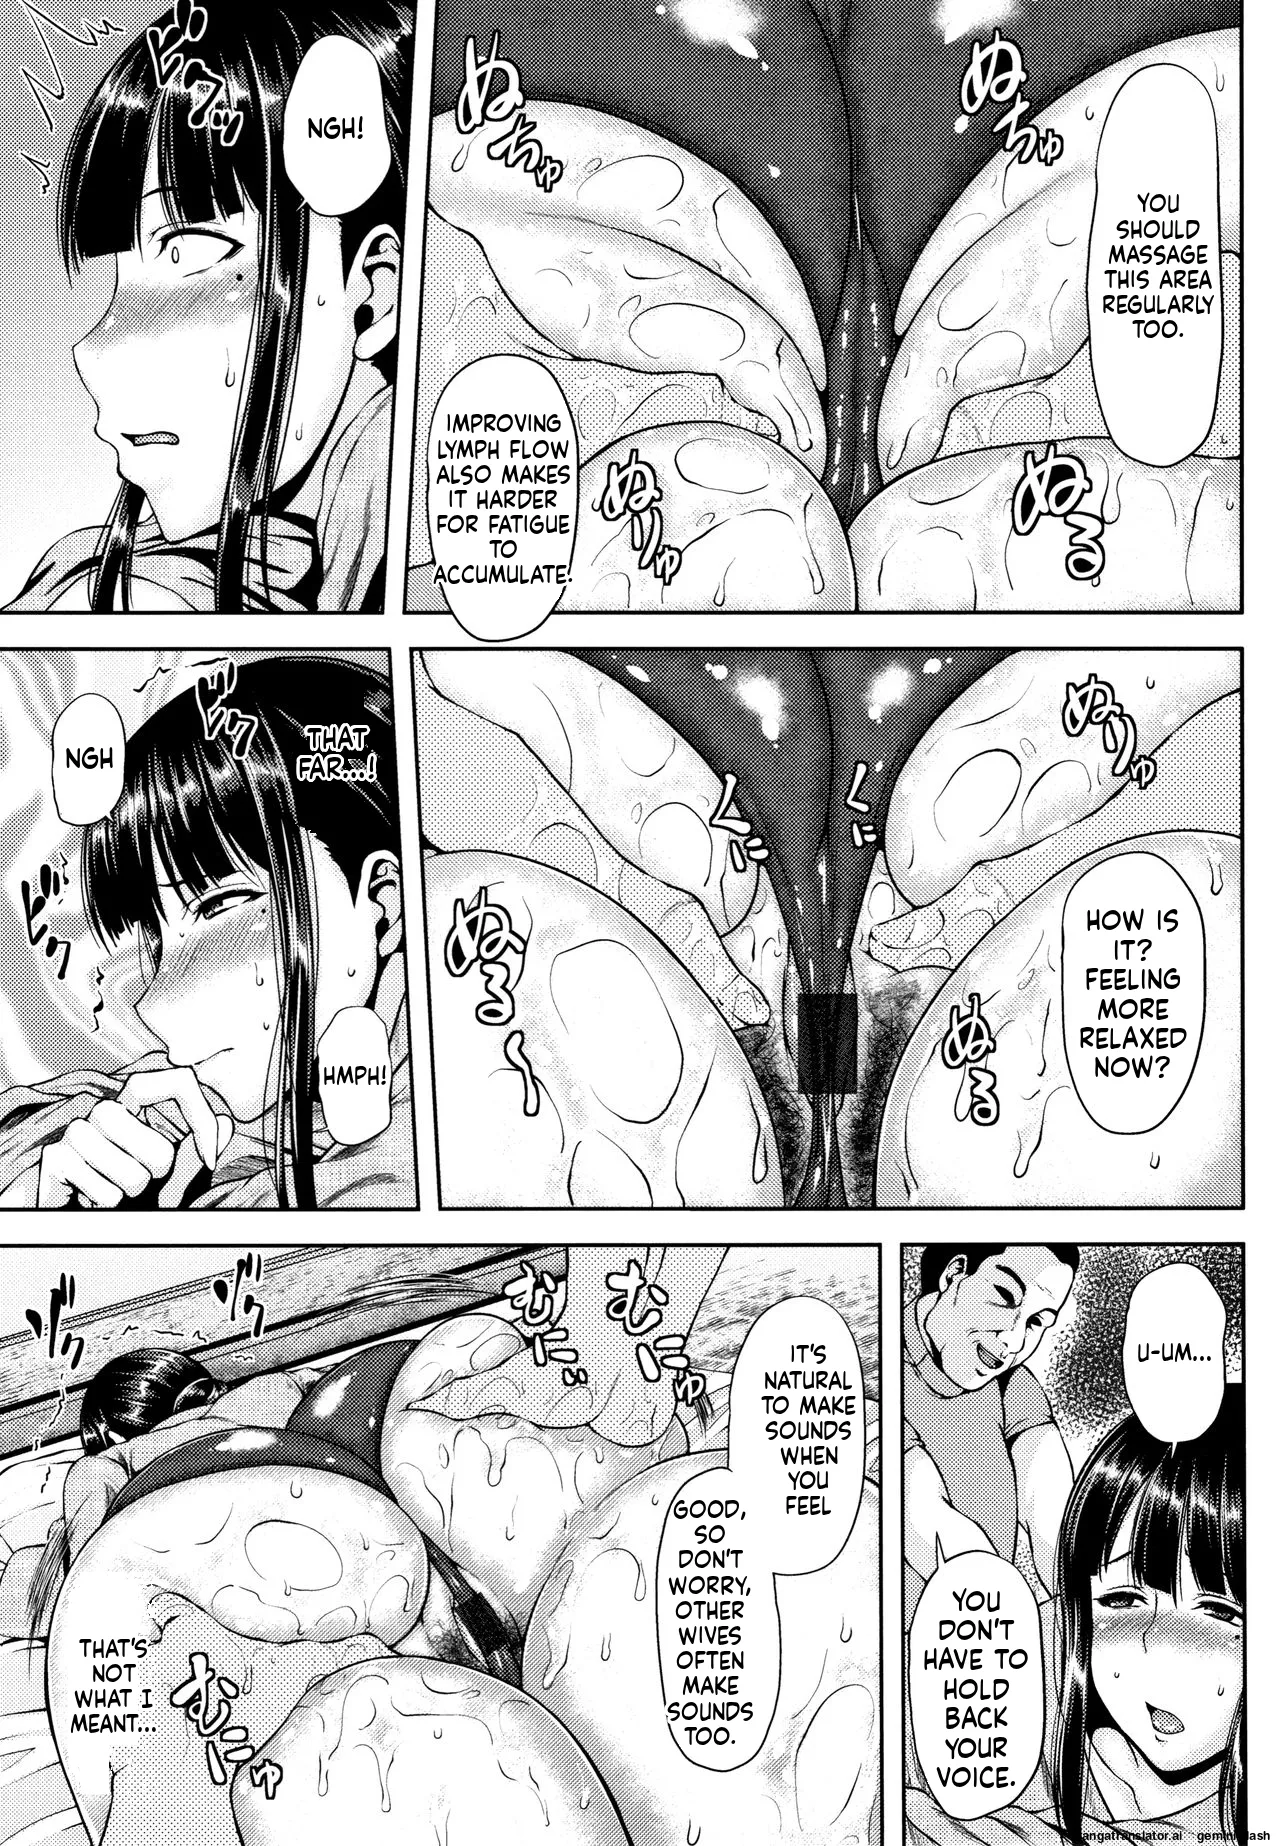 YOU
SHOULD
MASSAGE
THIS AREA
REGULARLY
TOO.
ぬちゅ
ぬちゅ
IMPROVING
LYMPH FLOW
ALSO MAKES
IT HARDER
FOR FATIGUE
TO
ACCUMULATE.
ぬりゅ
ぬる
NGH!
ビクッ
ビクッ
HOW IS
IT?
FEELING
MORE
RELAXED
NOW?
ぬりゅ
くに
くに
ぬる
ぬる
THAT
FAR...!
NGH
HMPH!
ビク
ビク
U-UM...
YOU
DON'T
HAVE TO
HOLD
BACK
YOUR
VOICE.
IT'S
NATURAL
TO MAKE
SOUNDS
WHEN
YOU
FEEL
GOOD,
SO
DON'T
WORRY,
OTHER
WIVES
OFTEN
MAKE
SOUNDS
TOO.
むにゅ
むにゅ
むにゅ
THAT'S
NOT
WHAT I
MEANT...
mangatranslator.ai